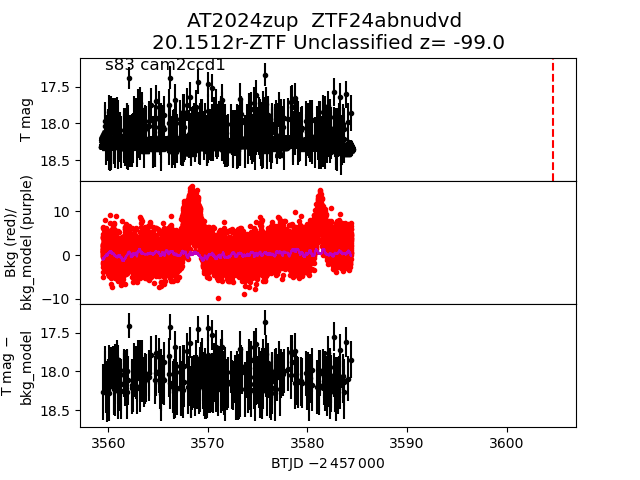 AT2024zup  ZTF24abnudvd
20.1512r-ZTF Unclassified z= -99.0
s83 cam2ccd1
T mag
17.5
18.0
18.5
Bkg (red)/
bkg_model (purple)
10
0
−10
T mag −
bkg_model
17.5
18.0
18.5
3560
3570
3580
3590
3600
BTJD −2 457 000